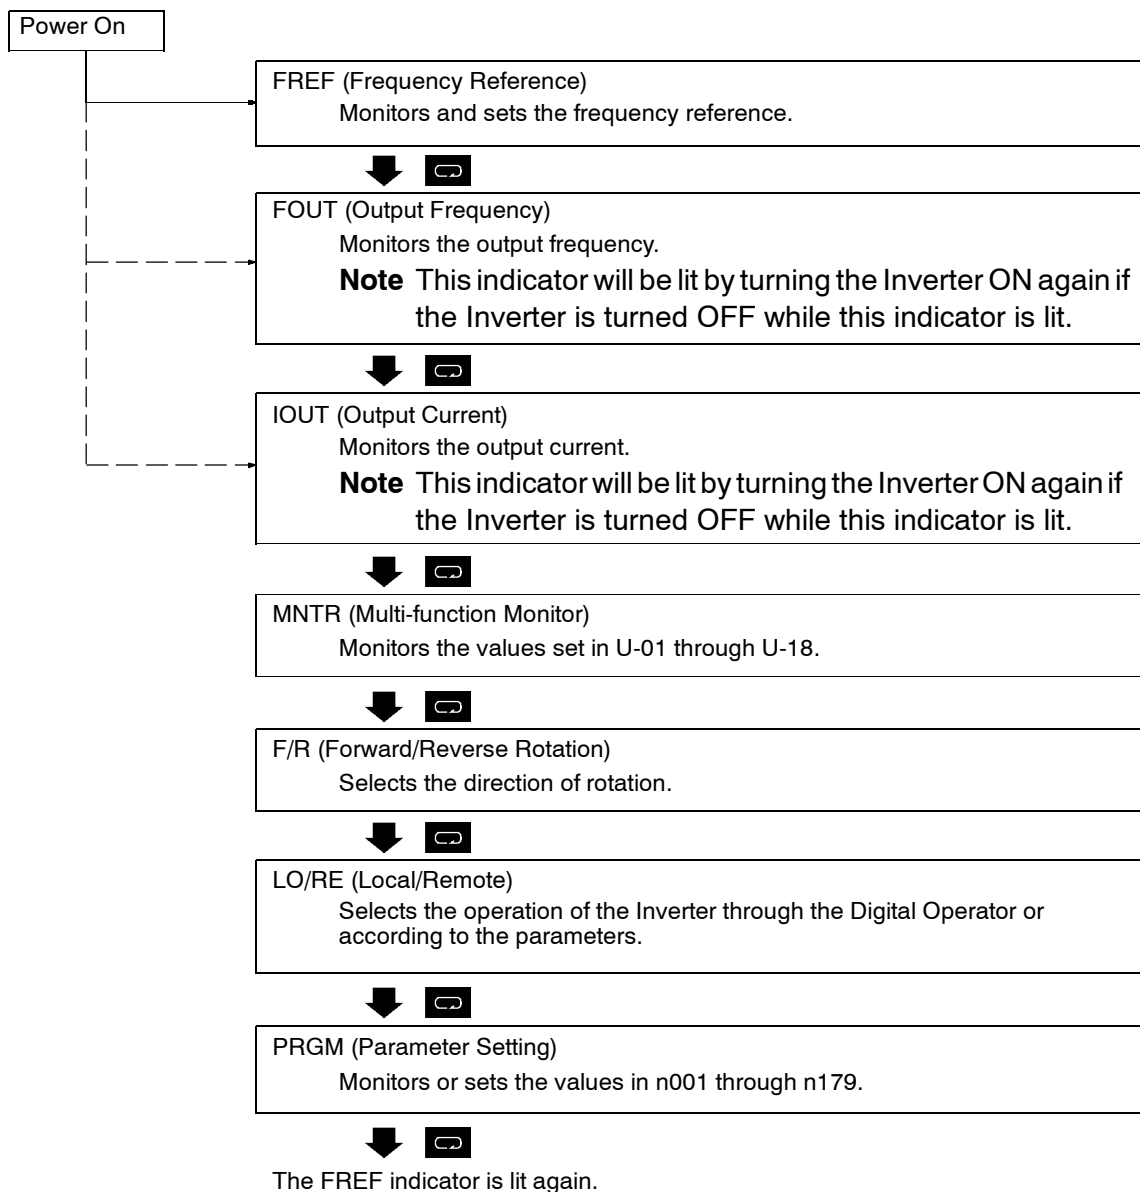 Power On
FREF (Frequency Reference)
Monitors and sets the frequency reference.
FOUT (Output Frequency)
Monitors the output frequency.
Note This indicator will be lit by turning the Inverter ON again if
the Inverter is turned OFF while this indicator is lit.
IOUT (Output Current)
Monitors the output current.
Note This indicator will be lit by turning the Inverter ON again if
the Inverter is turned OFF while this indicator is lit.
MNTR (Multi-function Monitor)
Monitors the values set in U-01 through U-18.
F/R (Forward/Reverse Rotation)
Selects the direction of rotation.
LO/RE (Local/Remote)
Selects the operation of the Inverter through the Digital Operator or
according to the parameters.
PRGM (Parameter Setting)
Monitors or sets the values in n001 through n179.
The FREF indicator is lit again.